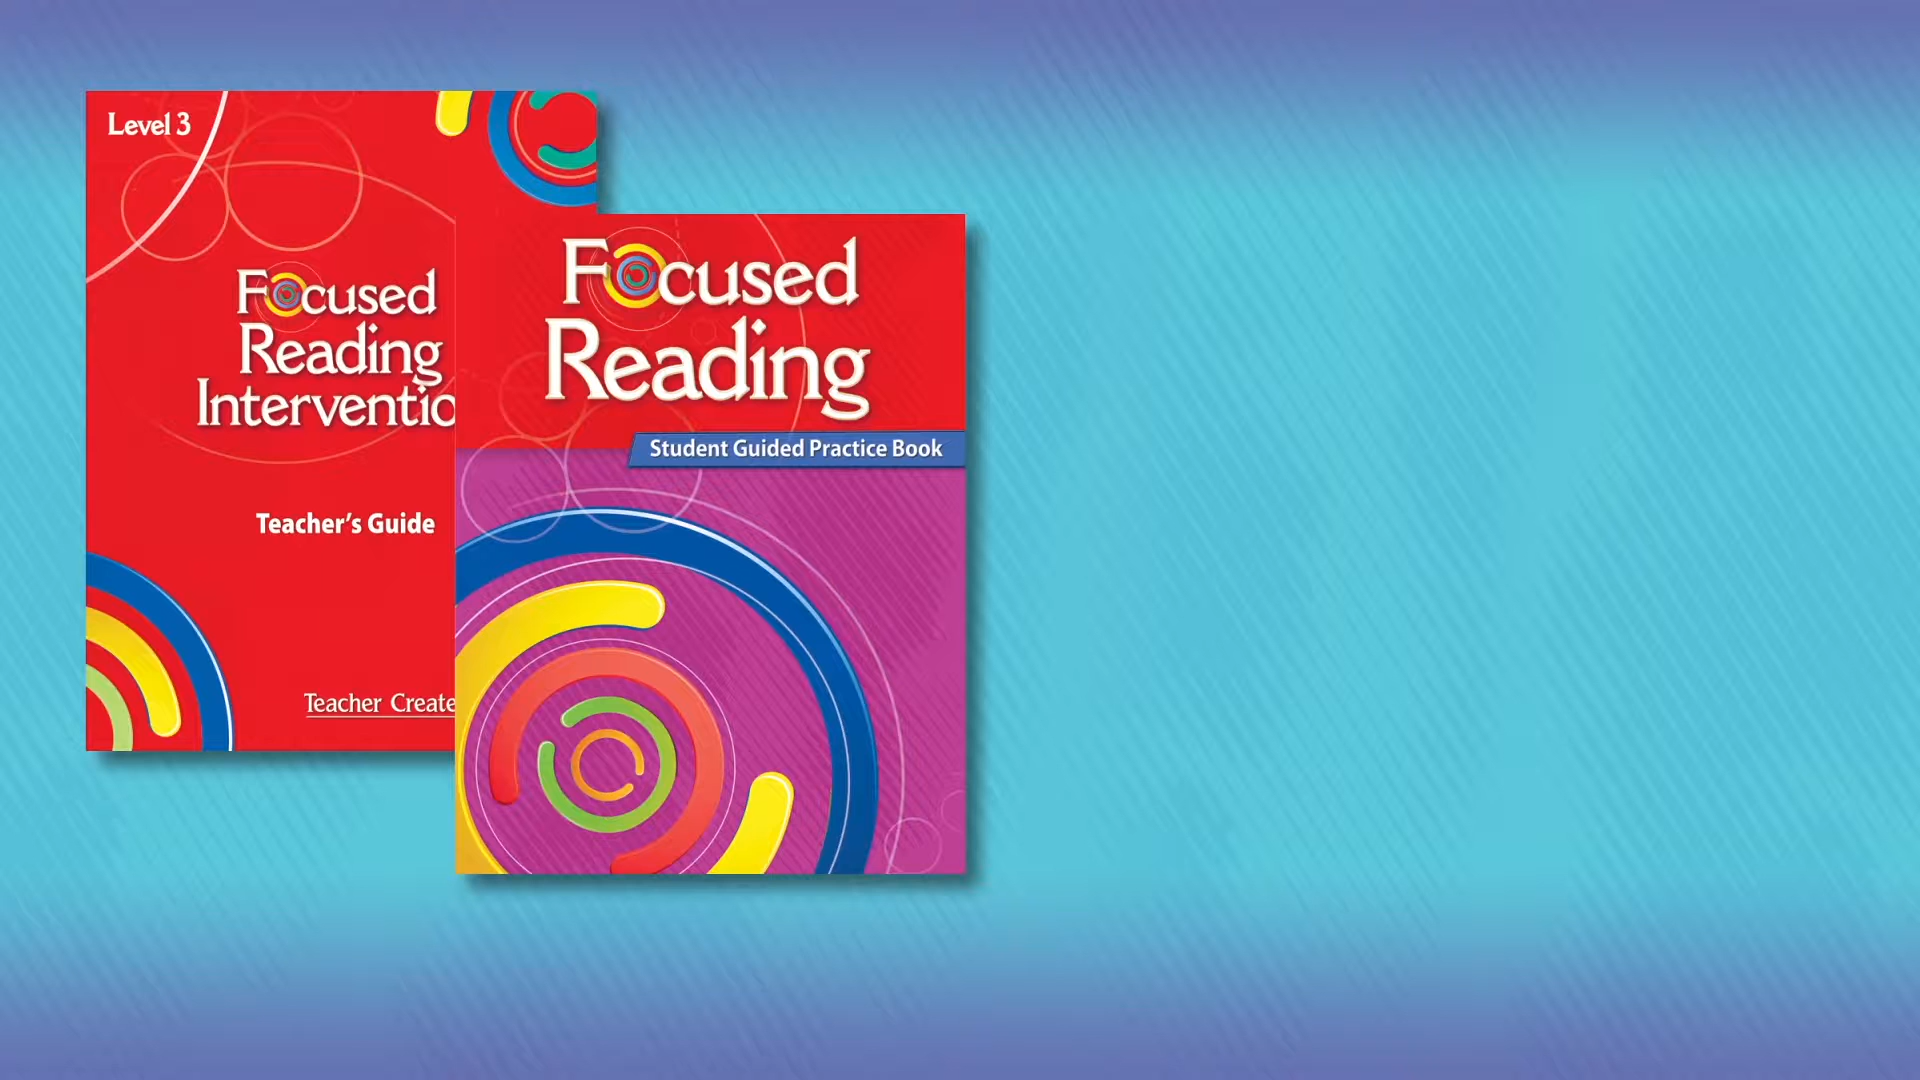 Level 3
Focused
Reading
Interventio
Teacher's Guide
Teacher Create
Focused
Reading
Student Guided Practice Book